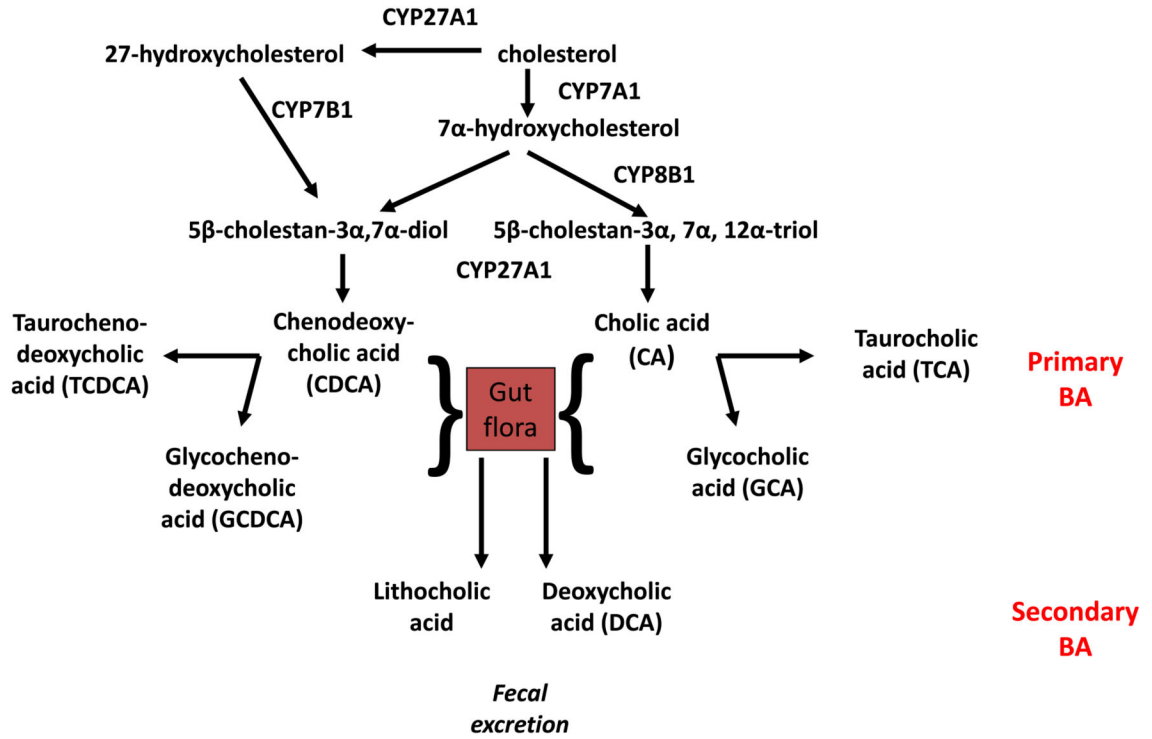 CYP27A1
27-hydroxycholesterol
cholesterol
CYP7B1
CYP7A1
7α-hydroxycholesterol
CYP8B1
5β-cholestan-3α,7α-diol
5β-cholestan-3α, 7α, 12α-triol
CYP27A1
Taurocheno-
deoxycholic
acid (TCDCA)
Chenodeoxy-
cholic acid
(CDCA)
Cholic acid
(CA)
Taurocholic
acid (TCA)
Primary
BA
Gut
flora
Glycocheno-
deoxycholic
acid (GCDCA)
Glycocholic
acid (GCA)
Lithocholic
acid
Deoxycholic
acid (DCA)
Secondary
BA
Fecal
excretion